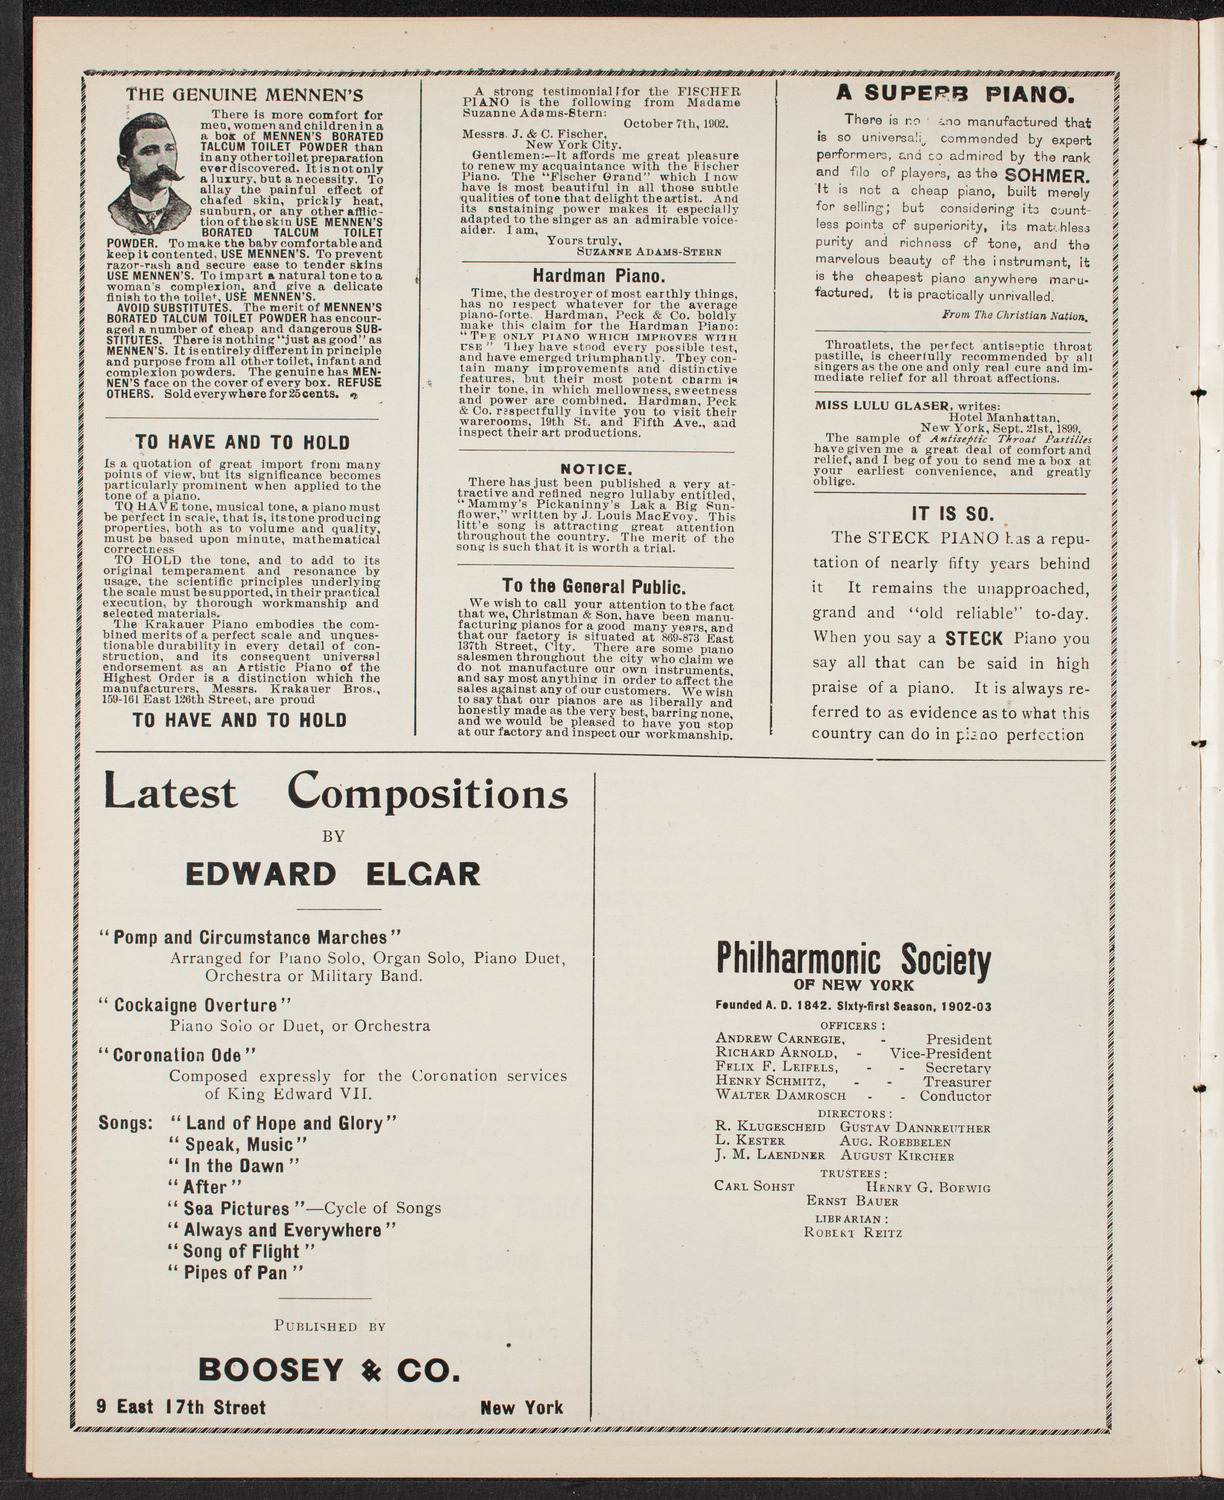 THE GENUINE MENNEN'S
There is more comfort for
men, women and children in a
a box of MENNEN'S BORATED
TALCUM TOILET POWDER than
in any other toilet preparation
ever discovered. It is not only
a luxury, but a necessity. To
allay the painful effect of
chafed skin, prickly heat,
sunburn, or any other afflic-
tion of the skin USE MENNEN'S
BORATED TALCUM TOILET
POWDER. To make the baby comfortable and
keep it contented, USE MENNEN'S. To prevent
razor-rash and secure ease to tender skins
USE MENNEN'S. To impart a natural tone to a
woman's complexion, and give a delicate
finish to the toilet, USE MENNEN'S.
AVOID SUBSTITUTES. The merit of MENNEN'S
BORATED TALCUM TOILET POWDER has encour-
aged a number of cheap and dangerous SUB-
STITUTES. There is nothing "just as good" as
MENNEN'S. It is entirely different in principle
and purpose from all other toilet, infant and
complexion powders. The genuine has MEN-
NEN'S face on the cover of every box. REFUSE
OTHERS. Sold everywhere for 25 cents.
TO HAVE AND TO HOLD
Is a quotation of great import from many
points of view, but its significance becomes
particularly prominent when applied to the
tone of a piano.
TO HAVE tone, musical tone, a piano must
be perfect in scale, that is, its tone producing
properties, both as to volume and quality,
must be based upon minute, mathematical
correctness
TO HOLD the tone, and to add to its
original temperament and resonance by
usage, the scientific principles underlying
the scale must be supported, in their practical
execution, by thorough workmanship and
selected materials.
The Krakauer Piano embodies the com-
bined merits of a perfect scale and unques-
tionable durability in every detail of con-
struction, and its consequent universal
endorsement as an Artistic Piano of the
Highest Order is a distinction which the
manufacturers, Messrs. Krakauer Bros.,
159-161 East 126th Street, are proud
TO HAVE AND TO HOLD
A strong testimonial for the FISCHER
PIANO is the following from Madame
Suzanne Adams-Stern:
October 7th, 1902.
Messrs. J. & C. Fischer,
New York City.
Gentlemen:—It affords me great pleasure
to renew my acquaintance with the Fischer
Piano. The "Fischer Grand" which I now
have is most beautiful in all those subtle
qualities of tone that delight the artist. And
its sustaining power makes it especially
adapted to the singer as an admirable voice-
aider. I am,
Yours truly,
SUZANNE ADAMS-STERN
Hardman Piano.
Time, the destroyer of most earthly things,
has no respect whatever for the average
piano-forte. Hardman, Peck & Co. boldly
make this claim for the Hardman Piano:
"THE ONLY PIANO WHICH IMPROVES WITH
USE" They have stood every possible test,
and have emerged triumphantly. They con-
tain many improvements and distinctive
features, but their most potent charm is
their tone, in which mellowness, sweetness
and power are combined. Hardman, Peck
& Co. respectfully invite you to visit their
warerooms, 19th St. and Fifth Ave., and
inspect their art productions.
NOTICE.
There has just been published a very at-
tractive and refined negro lullaby entitled,
"Mammy's Pickaninny's Lak a Big Sun-
flower," written by J. Louis MacEvoy. This
litt'e song is attracting great attention
throughout the country. The merit of the
song is such that it is worth a trial.
To the General Public.
We wish to call your attention to the fact
that we, Christman & Son, have been manu-
facturing pianos for a good many years, and
that our factory is situated at 869-873 East
137th Street, City. There are some piano
salesmen throughout the city who claim we
do not manufacture our own instruments,
and say most anything in order to affect the
sales against any of our customers. We wish
to say that our pianos are as liberally and
honestly made as the very best, barring none,
and we would be pleased to have you stop
at our factory and inspect our workmanship.
A SUPERB PIANO.
There is no ano manufactured that
is so universally commended by expert
performers, and so admired by the rank
and file of players, as the SOHMER.
It is not a cheap piano, built merely
for selling; but considering its count-
less points of superiority, its matchless
purity and richness of tone, and the
marvelous beauty of the instrument, it
is the cheapest piano anywhere manu-
factured. It is practically unrivalled.
From The Christian Nation.
Throatlets, the perfect antiseptic throat
pastille, is cheerfully recommended by all
singers as the one and only real cure and im-
mediate relief for all throat affections.
MISS LULU GLASER, writes:
Hotel Manhattan,
New York, Sept. 21st, 1899.
The sample of Antiseptic Throat Pastilles
have given me a great deal of comfort and
relief, and I beg of you to send me a box at
your earliest convenience, and greatly
oblige.
IT IS SO.
The STECK PIANO has a repu-
tation of nearly fifty years behind
it It remains the unapproached,
grand and "old reliable" to-day.
When you say a STECK Piano you
say all that can be said in high
praise of a piano. It is always re-
ferred to as evidence as to what this
country can do in piano perfection
Latest Compositions
BY
EDWARD ELGAR
"Pomp and Circumstance Marches"
Arranged for Piano Solo, Organ Solo, Piano Duet,
Orchestra or Military Band.
"Cockaigne Overture"
Piano Solo or Duet, or Orchestra
"Coronation Ode"
Composed expressly for the Coronation services
of King Edward VII.
Songs: "Land of Hope and Glory"
"Speak, Music"
"In the Dawn"
"After"
"Sea Pictures"—Cycle of Songs
"Always and Everywhere"
"Song of Flight"
"Pipes of Pan"
PUBLISHED BY
BOOSEY & CO.
9 East 17th Street New York
Philharmonic Society
OF NEW YORK
Founded A. D. 1842. Sixty-first Season, 1902-03
OFFICERS:
ANDREW CARNEGIE, - President
RICHARD ARNOLD, - Vice-President
FELIX F. LEIFELS, - - Secretary
HENRY SCHMITZ, - - Treasurer
WALTER DAMROSCH - - Conductor
DIRECTORS:
R. KLUGESCHEID GUSTAV DANNREUTHER
L. KESTER AUG. ROEBBELEN
J. M. LAENDNER AUGUST KIRCHER
TRUSTEES:
CARL SOHST HENRY G. BOEWIG
ERNST BAUER
LIBRARIAN:
ROBERT REITZ